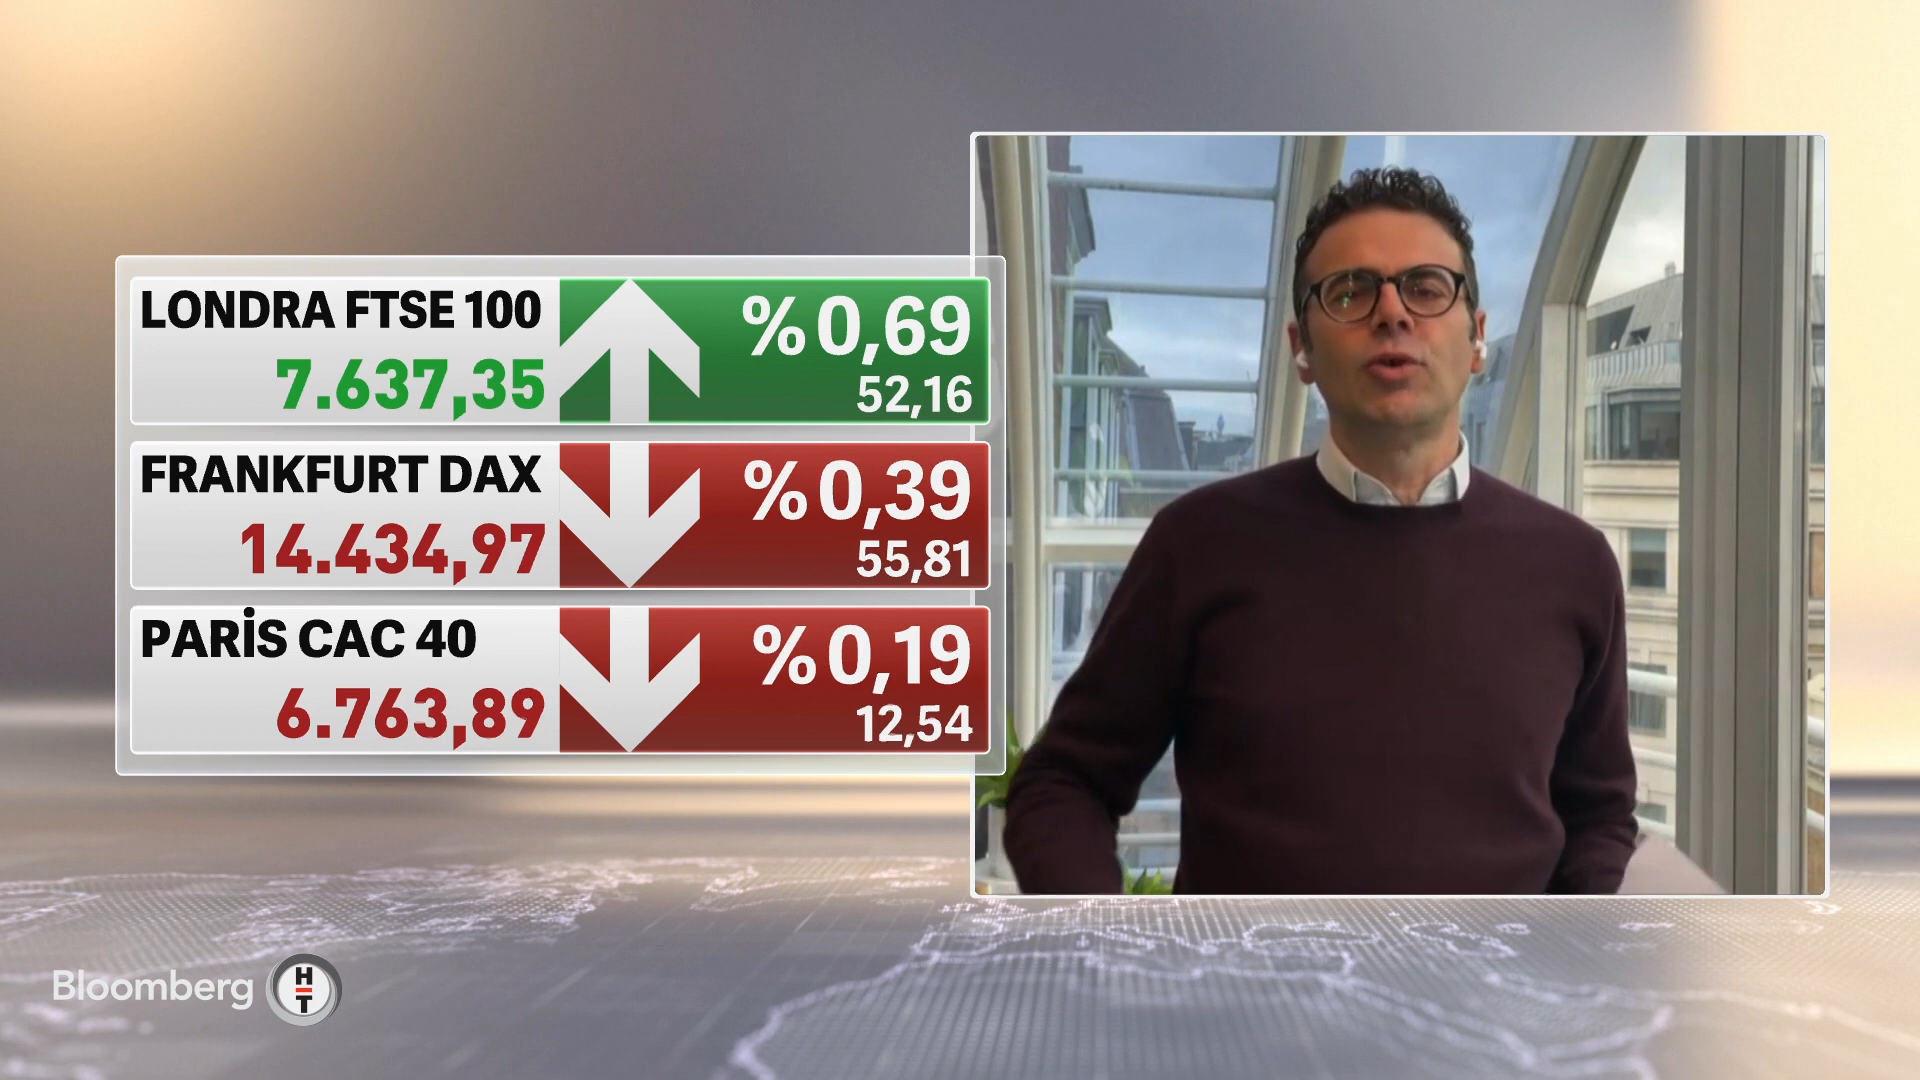 LONDRA FTSE 100
7.637,35
%0,69
52,16
FRANKFURT DAX
14.434,97
%0,39
55,81
PARİS CAC 40
6.763,89
%0,19
12,54
Bloomberg HT